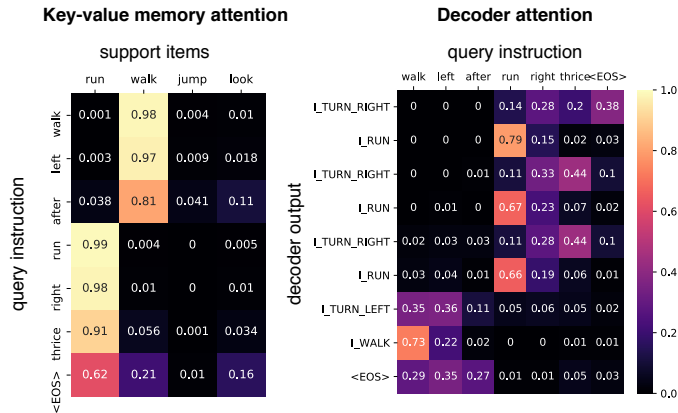 Key-value memory attention
support items
run walk jump look
query instruction
walk 0.001 0.98 0.004 0.01
left 0.003 0.97 0.009 0.018
after 0.038 0.81 0.041 0.11
run 0.99 0.004 0 0.005
right 0.98 0.01 0 0.01
thrice 0.91 0.056 0.001 0.034
<EOS> 0.62 0.21 0.01 0.16
Decoder attention
query instruction
walk left after run right thrice <EOS>
decoder output
I_TURN_RIGHT 0 0 0 0.14 0.28 0.2 0.38
I_RUN 0 0 0 0.79 0.15 0.02 0.03
I_TURN_RIGHT 0 0 0.01 0.11 0.33 0.44 0.1
I_RUN 0 0.01 0 0.67 0.23 0.07 0.02
I_TURN_RIGHT 0.02 0.03 0.03 0.11 0.28 0.44 0.1
I_RUN 0.03 0.04 0.01 0.66 0.19 0.06 0.01
I_TURN_LEFT 0.35 0.36 0.11 0.05 0.06 0.05 0.02
I_WALK 0.73 0.22 0.02 0 0 0.01 0.01
<EOS> 0.29 0.35 0.27 0.01 0.01 0.05 0.03
1.0
0.8
0.6
0.4
0.2
0.0